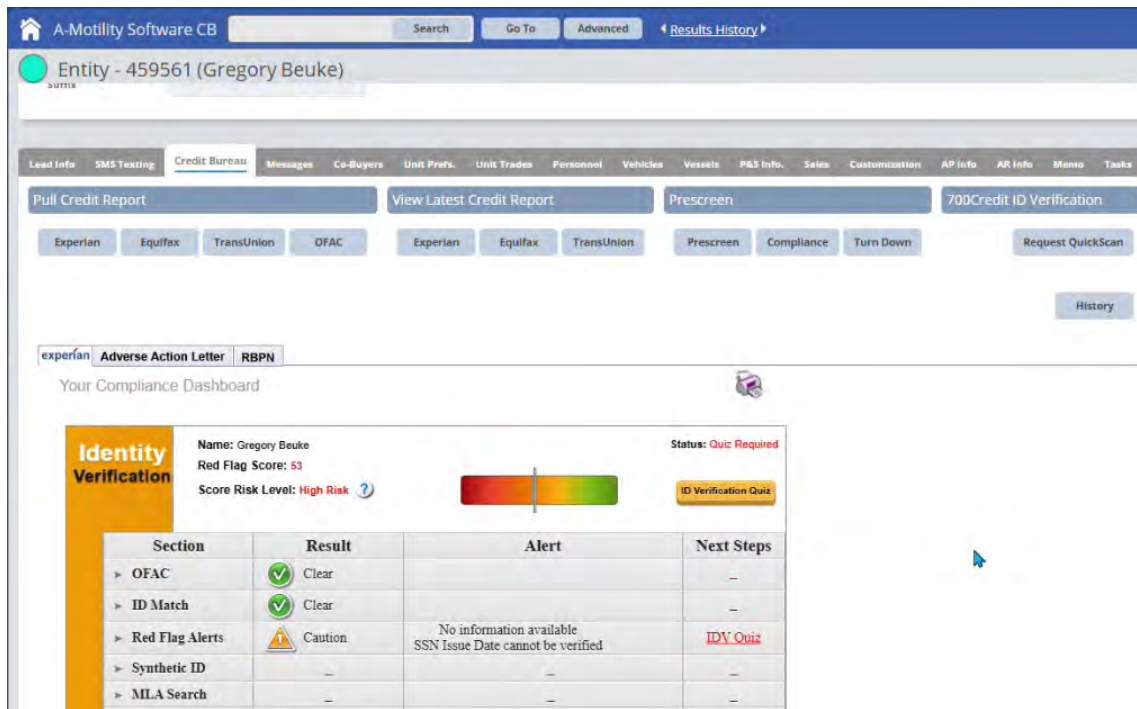 A-Motility Software CB Search Go To Advanced Results History
Entity - 459561 (Gregory Beuke)
Suffix
Lead Info SMS Texting Credit Bureau Messages Co-Buyers Unit Prefs. Unit Trades Personnel Vehicles Vessels P&S Info. Sales Customization AP Info AR Info Memo Tasks
Pull Credit Report View Latest Credit Report Prescreen 700Credit ID Verification
Experian Equifax TransUnion OFAC Experian Equifax TransUnion Prescreen Compliance Turn Down Request QuickScan
History
experian Adverse Action Letter RBPN
Your Compliance Dashboard
Identity
Verification
Name: Gregory Beuke
Red Flag Score: 53
Score Risk Level: High Risk ?
Status: Quiz Required
ID Verification Quiz
Section Result Alert Next Steps
OFAC Clear –
ID Match Clear –
Red Flag Alerts Caution No information available
SSN Issue Date cannot be verified IDV Quiz
Synthetic ID – – –
MLA Search – – –